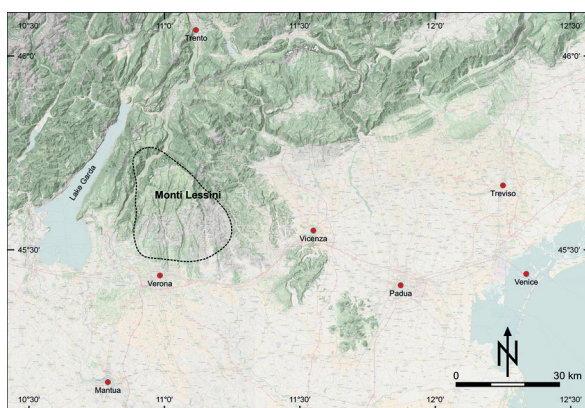 10°30' 11°0' 11°30' 12°0' 12°30'
Trento
46°0' 46°0'
Lake Garda
Monti Lessini
Treviso
Vicenza
45°30' 45°30'
Verona
Padua
Venice
N
Mantua
0 30 km
10°30' 11°0' 11°30' 12°0' 12°30'